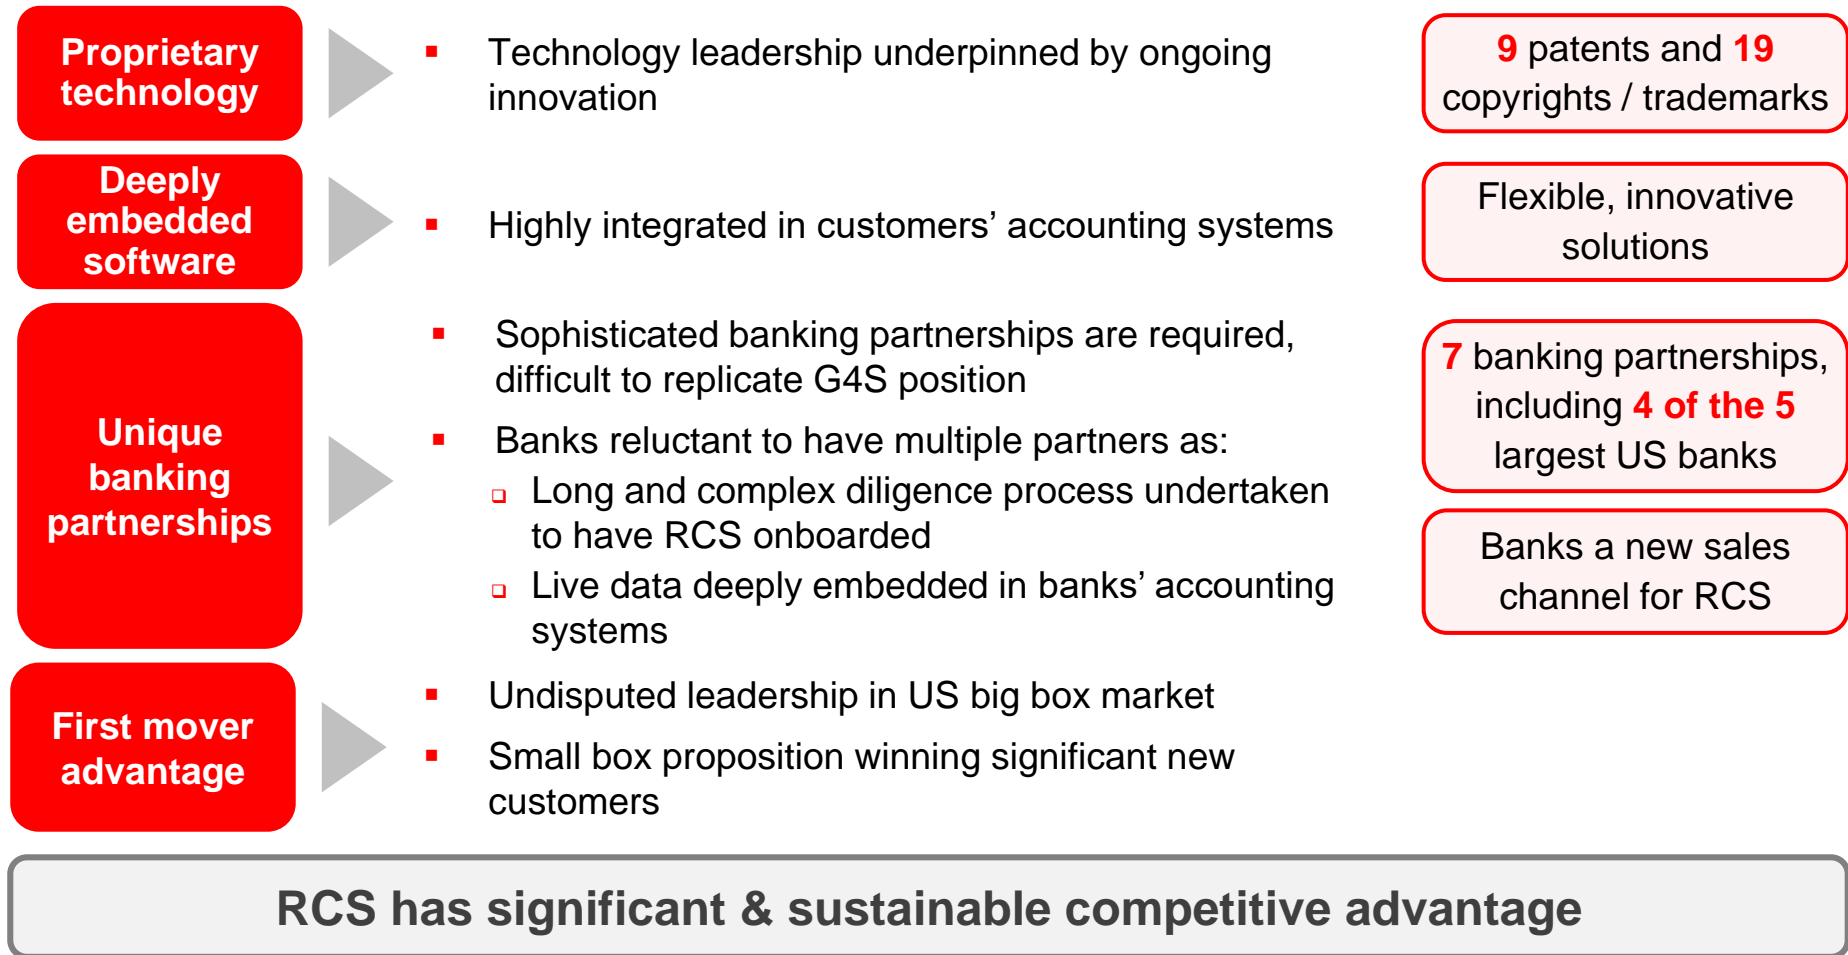 Proprietary
technology
Technology leadership underpinned by ongoing
innovation
9 patents and 19
copyrights / trademarks
Deeply
embedded
software
Highly integrated in customers’ accounting systems
Flexible, innovative
solutions
Unique
banking
partnerships
Sophisticated banking partnerships are required,
difficult to replicate G4S position
Banks reluctant to have multiple partners as:
Long and complex diligence process undertaken
to have RCS onboarded
Live data deeply embedded in banks’ accounting
systems
7 banking partnerships,
including 4 of the 5
largest US banks
Banks a new sales
channel for RCS
First mover
advantage
Undisputed leadership in US big box market
Small box proposition winning significant new
customers
RCS has significant & sustainable competitive advantage